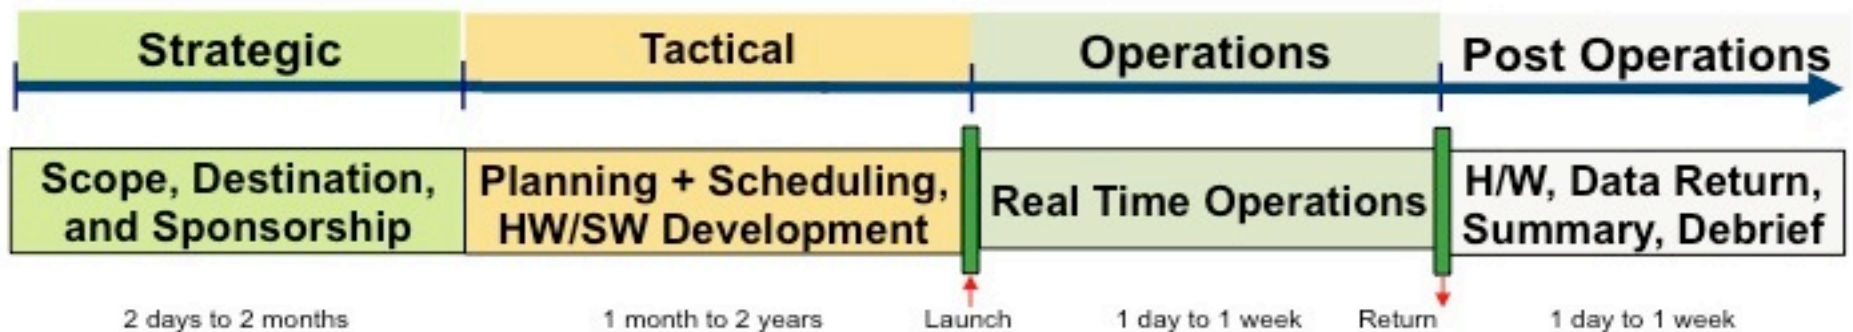 Strategic
Tactical
Operations
Post Operations
Scope, Destination,
and Sponsorship
Planning + Scheduling,
HW/SW Development
Real Time Operations
H/W, Data Return,
Summary, Debrief
2 days to 2 months
1 month to 2 years
Launch
1 day to 1 week
Return
1 day to 1 week